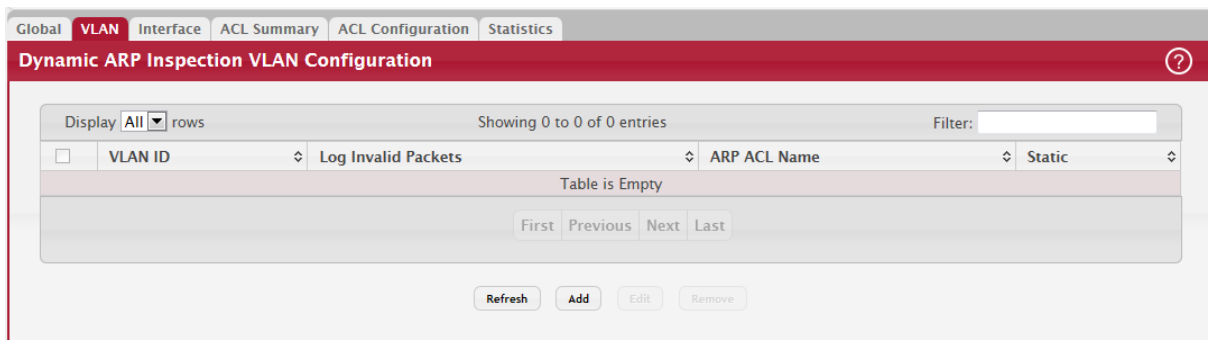 Global VLAN Interface ACL Summary ACL Configuration Statistics
Dynamic ARP Inspection VLAN Configuration ?
Display All rows Showing 0 to 0 of 0 entries Filter:
VLAN ID Log Invalid Packets ARP ACL Name Static
Table is Empty
First Previous Next Last
Refresh Add Edit Remove